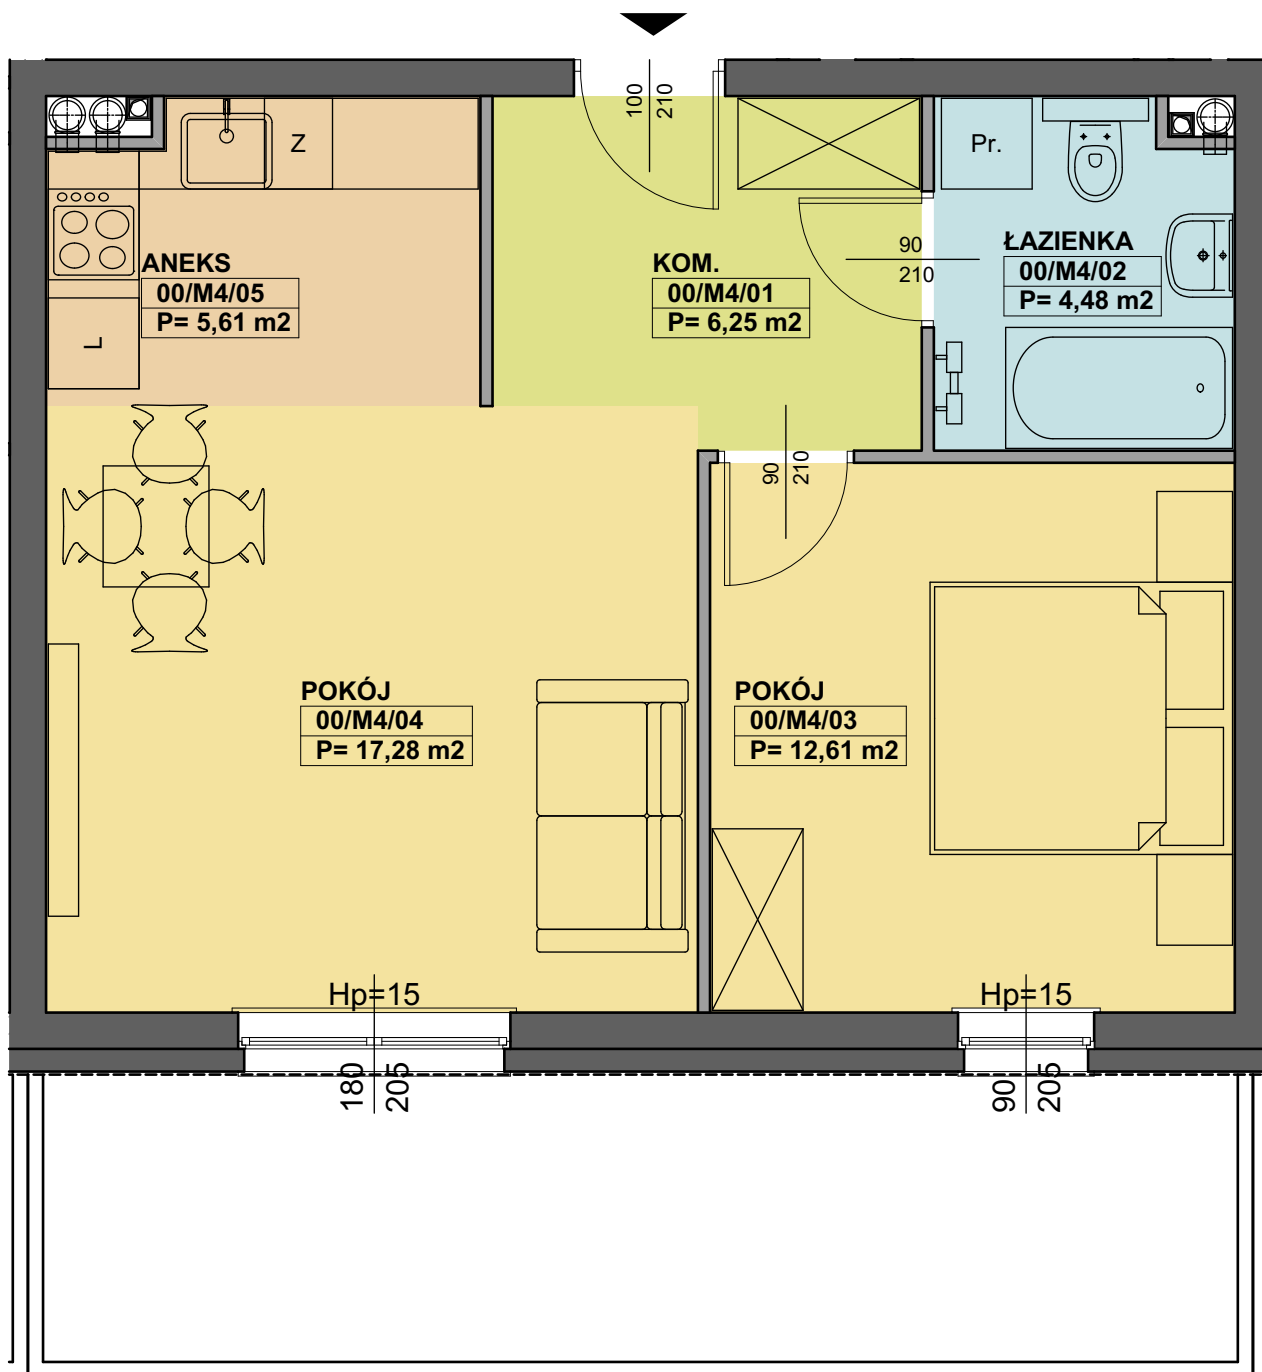 100
210
Z
Pr.
ANEKS
00/M4/05
P= 5,61 m2
KOM.
00/M4/01
P= 6,25 m2
90
210
ŁAZIENKA
00/M4/02
P= 4,48 m2
L
90
210
POKÓJ
00/M4/04
P= 17,28 m2
POKÓJ
00/M4/03
P= 12,61 m2
Hp=15
Hp=15
180
205
90
205